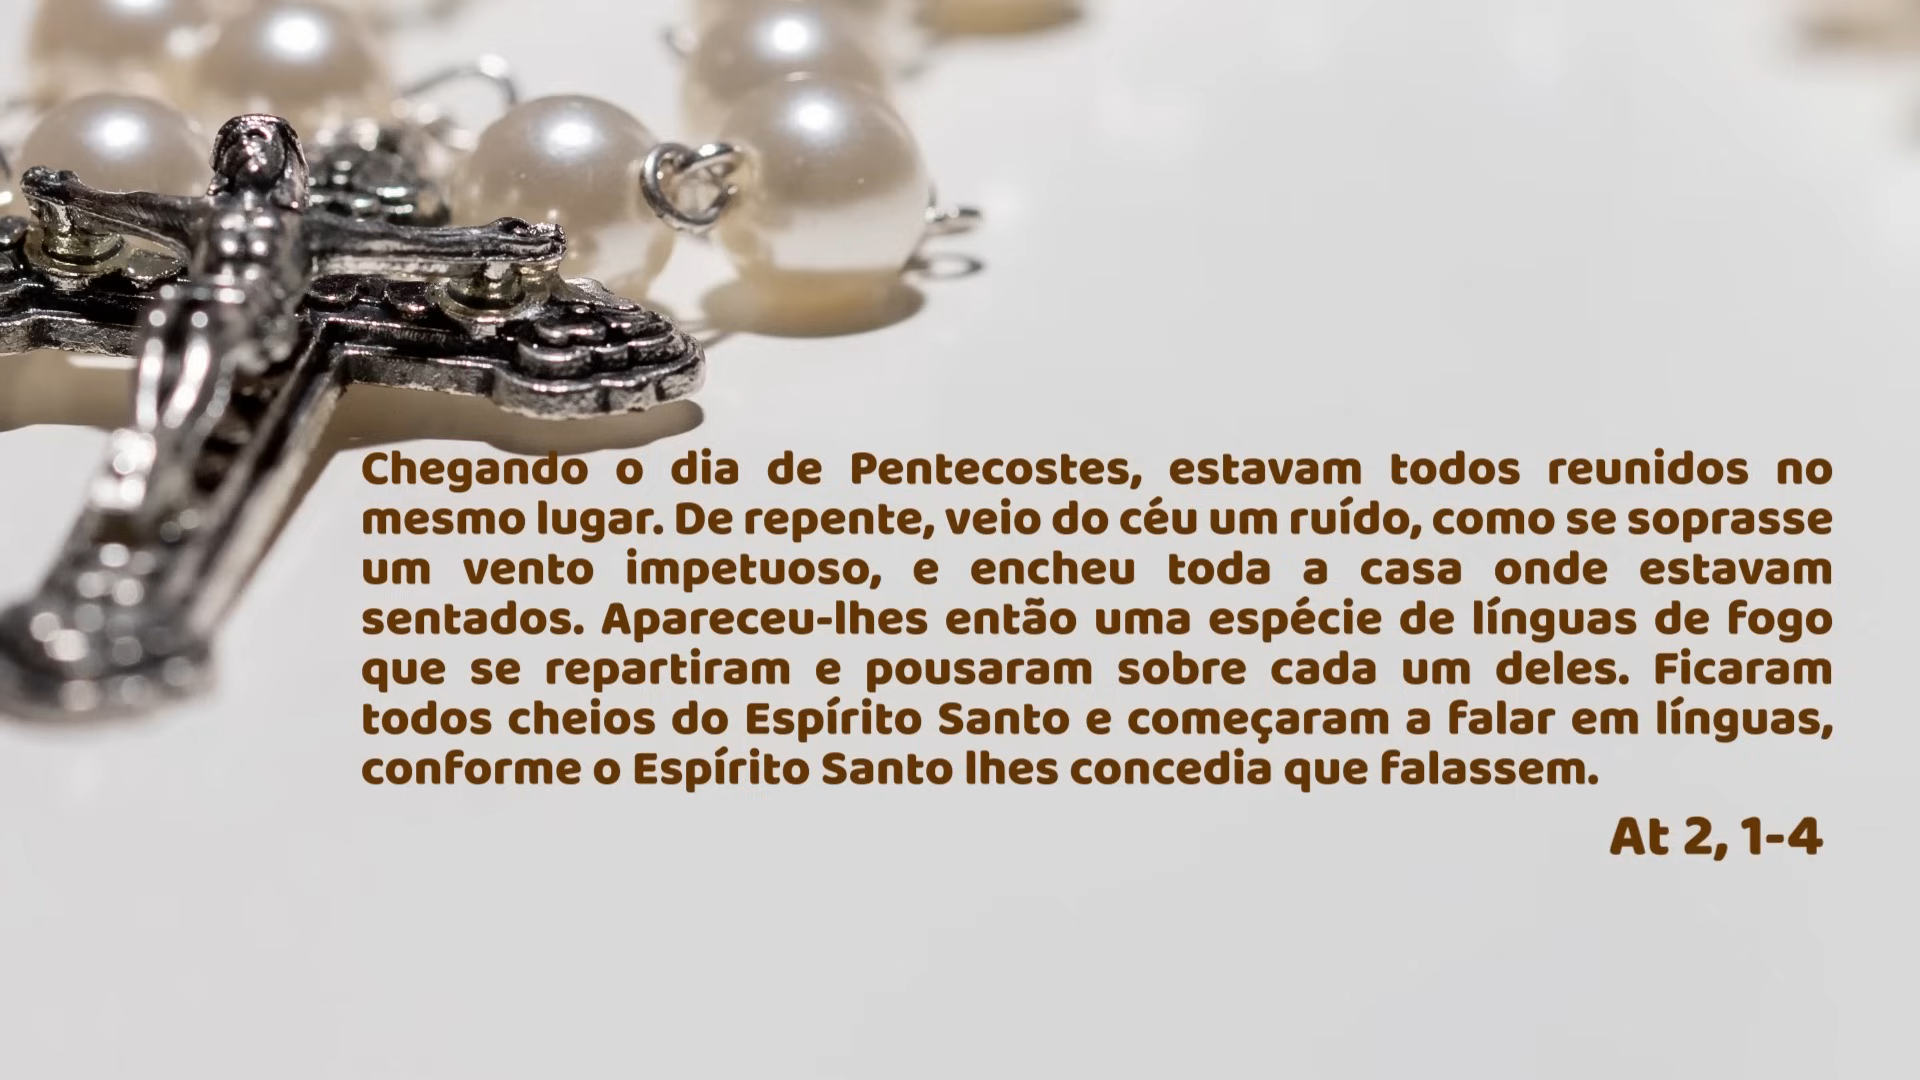 Chegando o dia de Pentecostes, estavam todos reunidos no
mesmo lugar. De repente, veio do céu um ruído, como se soprasse
um vento impetuoso, e encheu toda a casa onde estavam
sentados. Apareceu-lhes então uma espécie de línguas de fogo
que se repartiram e pousaram sobre cada um deles. Ficaram
todos cheios do Espírito Santo e começaram a falar em línguas,
conforme o Espírito Santo lhes concedia que falassem.
At 2, 1-4